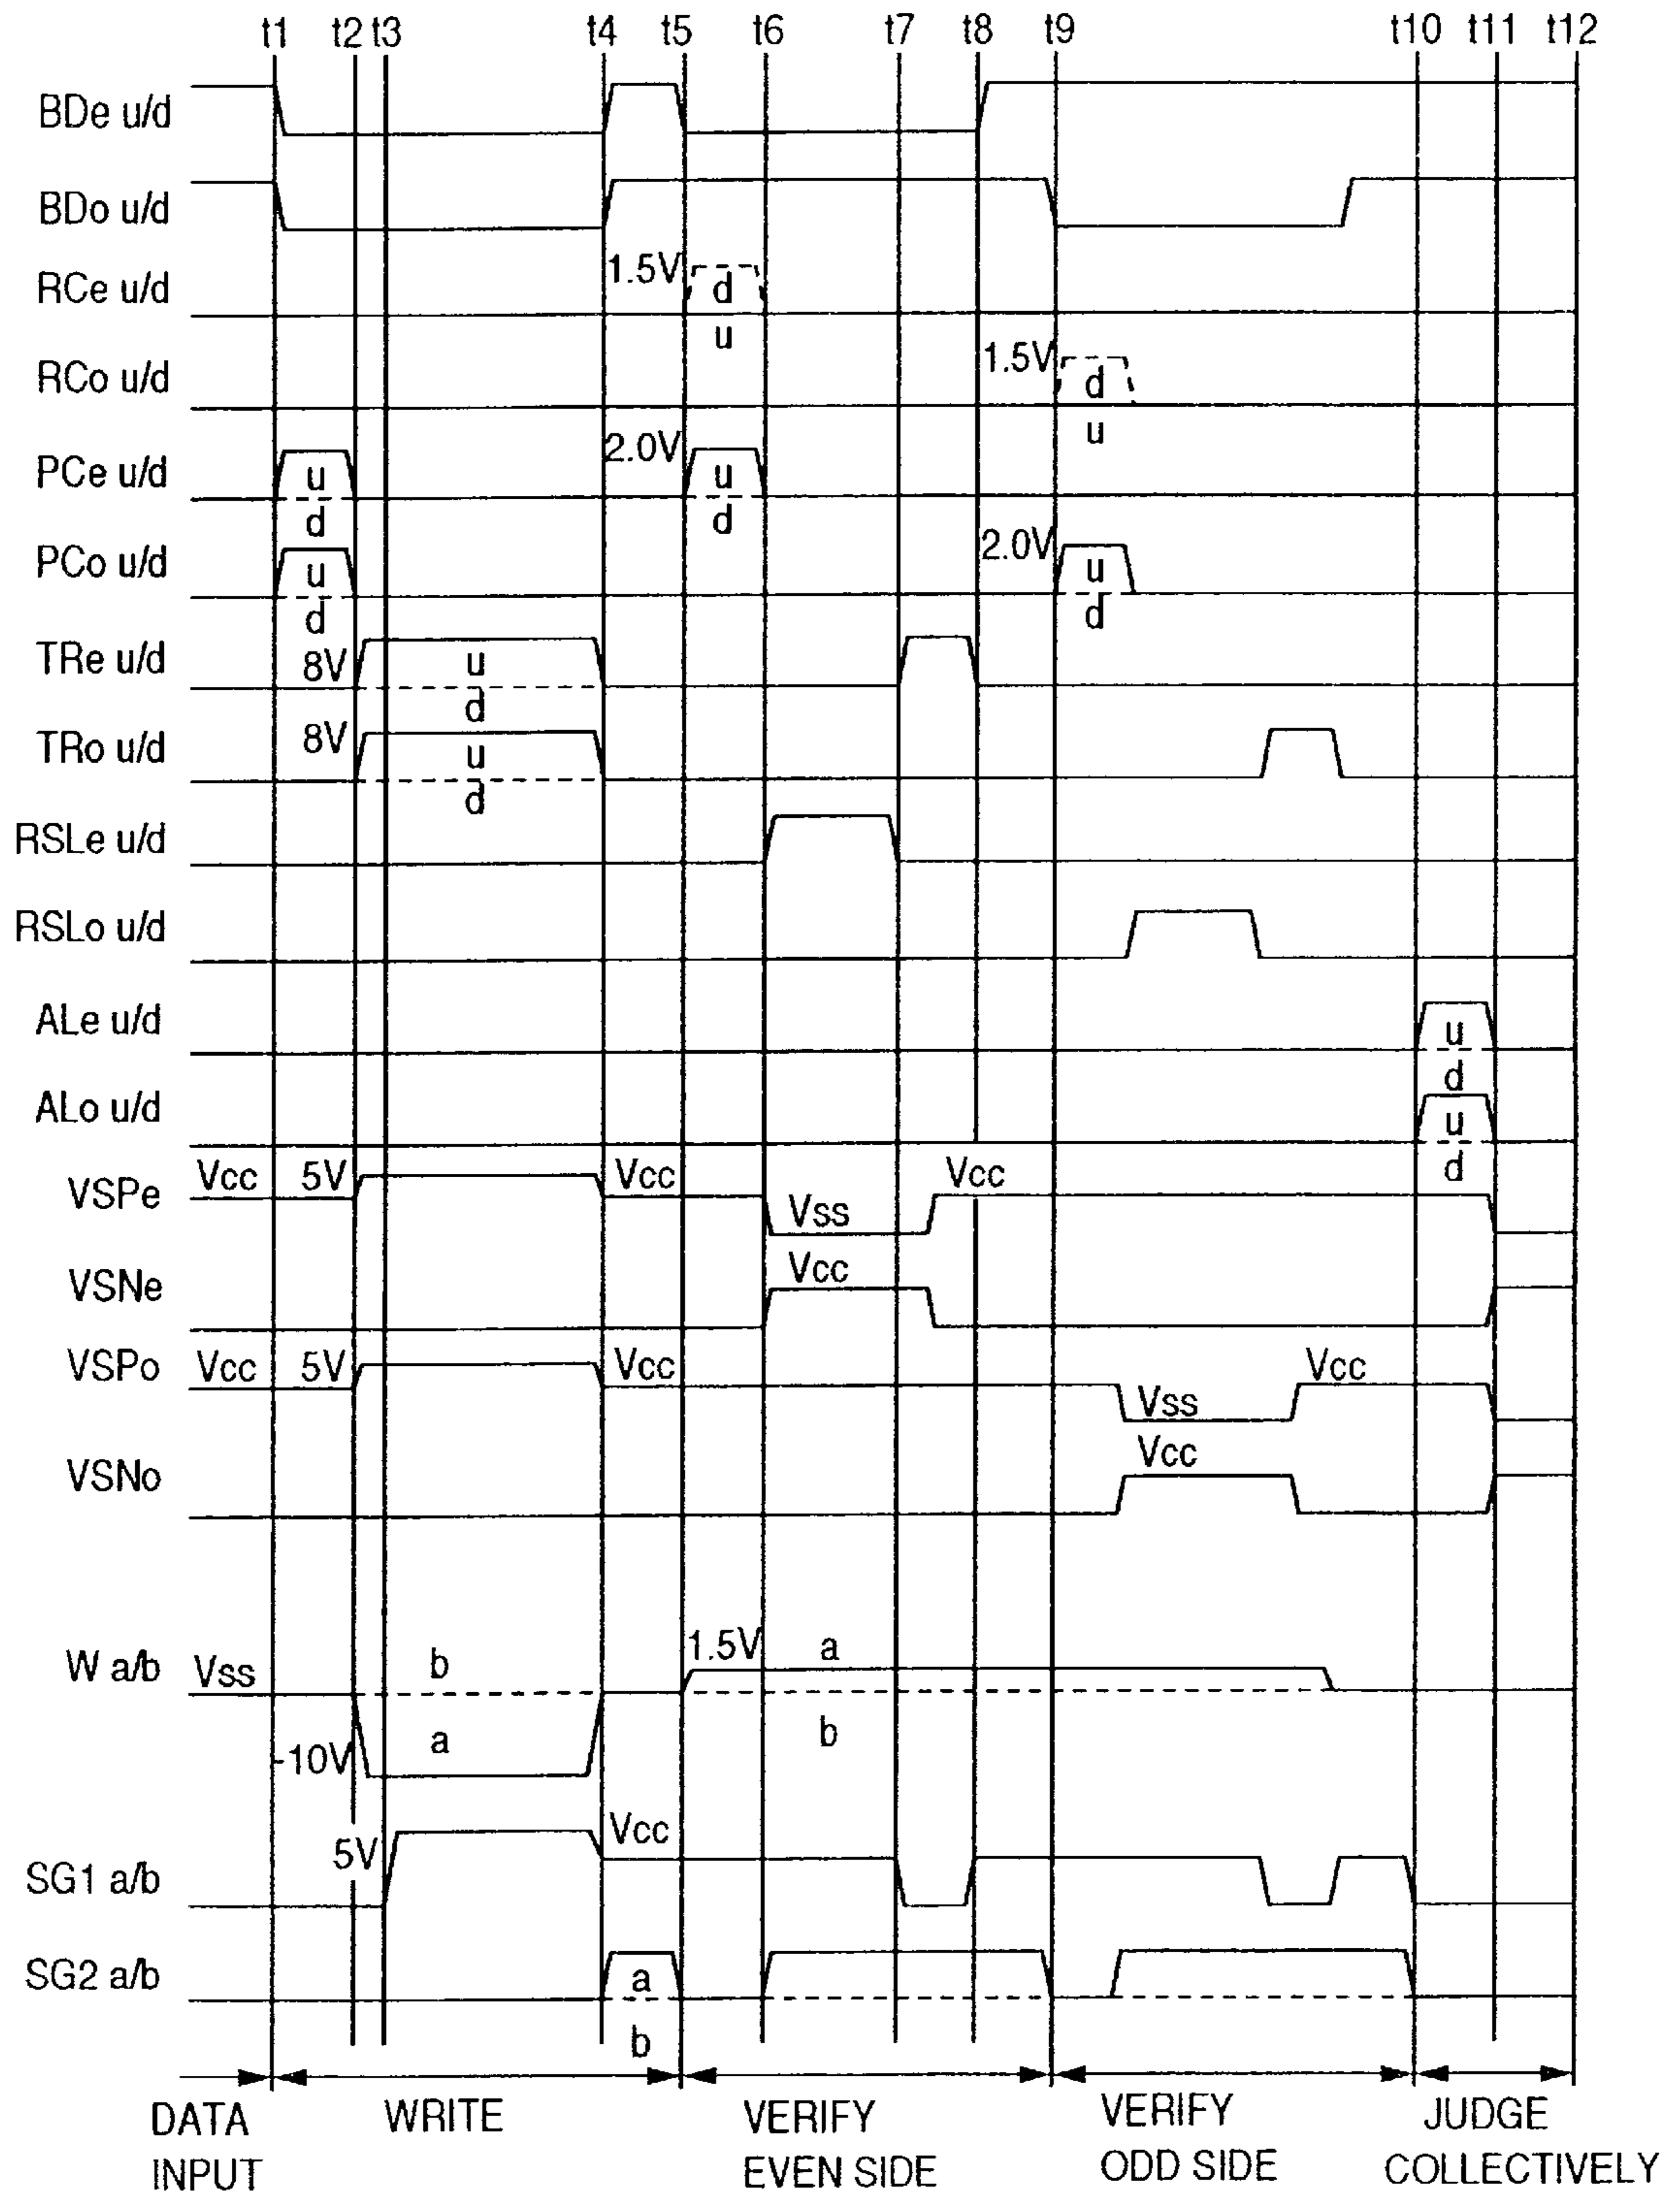 t1 t2 t3 t4 t5 t6 t7 t8 t9 t10 t11 t12
BDe u/d
BDo u/d
RCe u/d 1.5V d
u
RCo u/d 1.5V d
u
PCe u/d u 2.0V u
d d
PCo u/d u 2.0V u
d d
TRe u/d 8V u
d
TRo u/d 8V u
d
RSLe u/d
RSLo u/d
ALe u/d u
d
ALo u/d u
d
VSPe Vcc 5V Vcc Vss Vcc
VSNe Vcc
VSPo Vcc 5V Vcc Vss Vcc
VSNo Vcc
W a/b Vss b 1.5V a
-10V a b
SG1 a/b 5V Vcc
SG2 a/b a
b
DATA INPUT
WRITE
VERIFY
EVEN SIDE
VERIFY
ODD SIDE
JUDGE
COLLECTIVELY